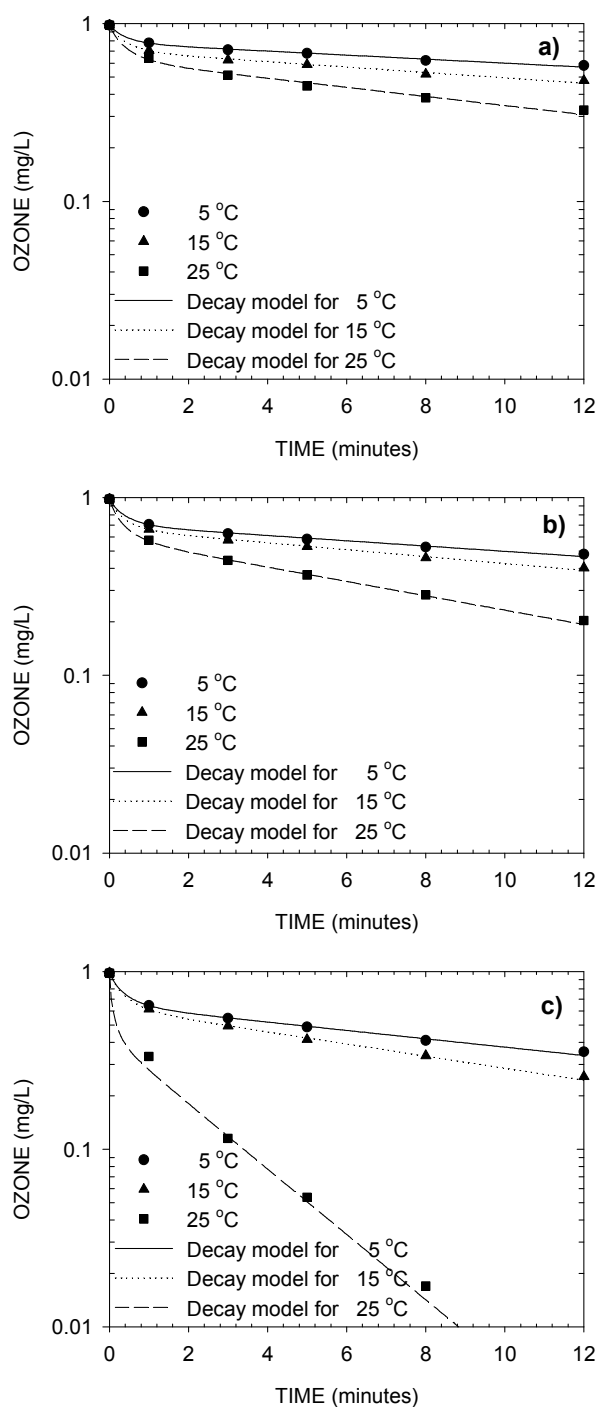 1
a)
OZONE (mg/L)
0.1
5 °C
15 °C
25 °C
Decay model for 5 °C
Decay model for 15 °C
Decay model for 25 °C
0.01
0 2 4 6 8 10 12
TIME (minutes)
1
b)
OZONE (mg/L)
0.1
5 °C
15 °C
25 °C
Decay model for 5 °C
Decay model for 15 °C
Decay model for 25 °C
0.01
0 2 4 6 8 10 12
TIME (minutes)
1
c)
OZONE (mg/L)
0.1
5 °C
15 °C
25 °C
Decay model for 5 °C
Decay model for 15 °C
Decay model for 25 °C
0.01
0 2 4 6 8 10 12
TIME (minutes)